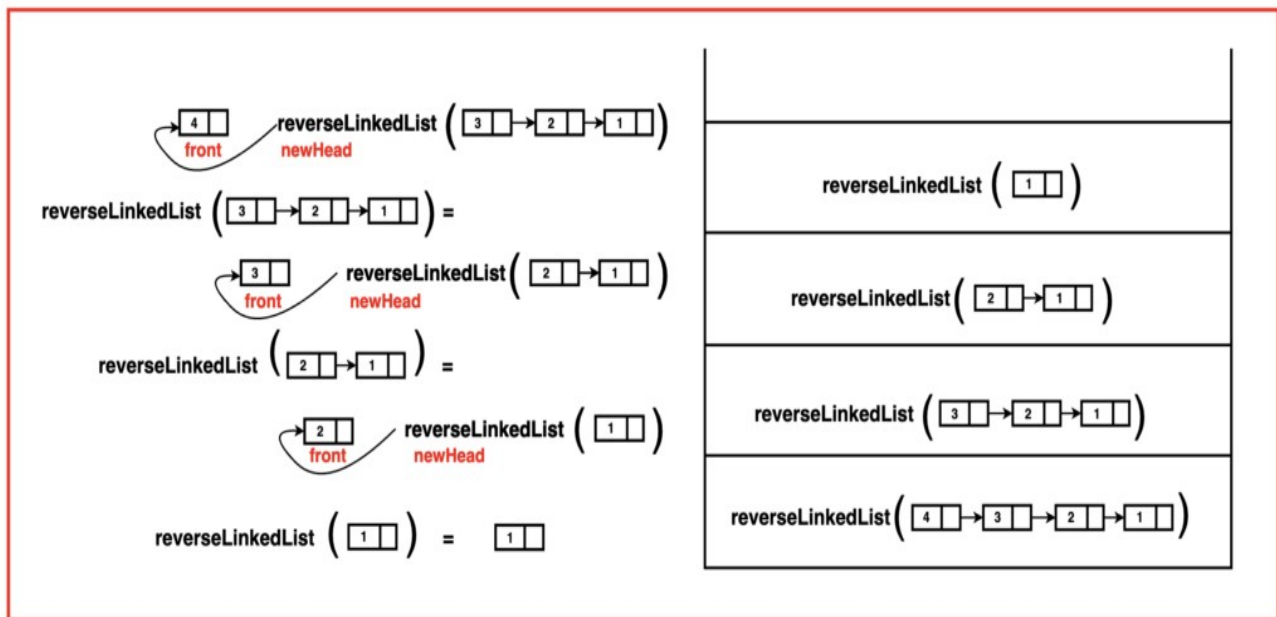 4 reverseLinkedList ( 3 2 1 )
front newHead
reverseLinkedList ( 3 2 1 ) =
3 reverseLinkedList ( 2 1 )
front newHead
reverseLinkedList ( 2 1 ) =
2 reverseLinkedList ( 1 )
front newHead
reverseLinkedList ( 1 ) = 1
reverseLinkedList ( 1 )
reverseLinkedList ( 2 1 )
reverseLinkedList ( 3 2 1 )
reverseLinkedList ( 4 3 2 1 )